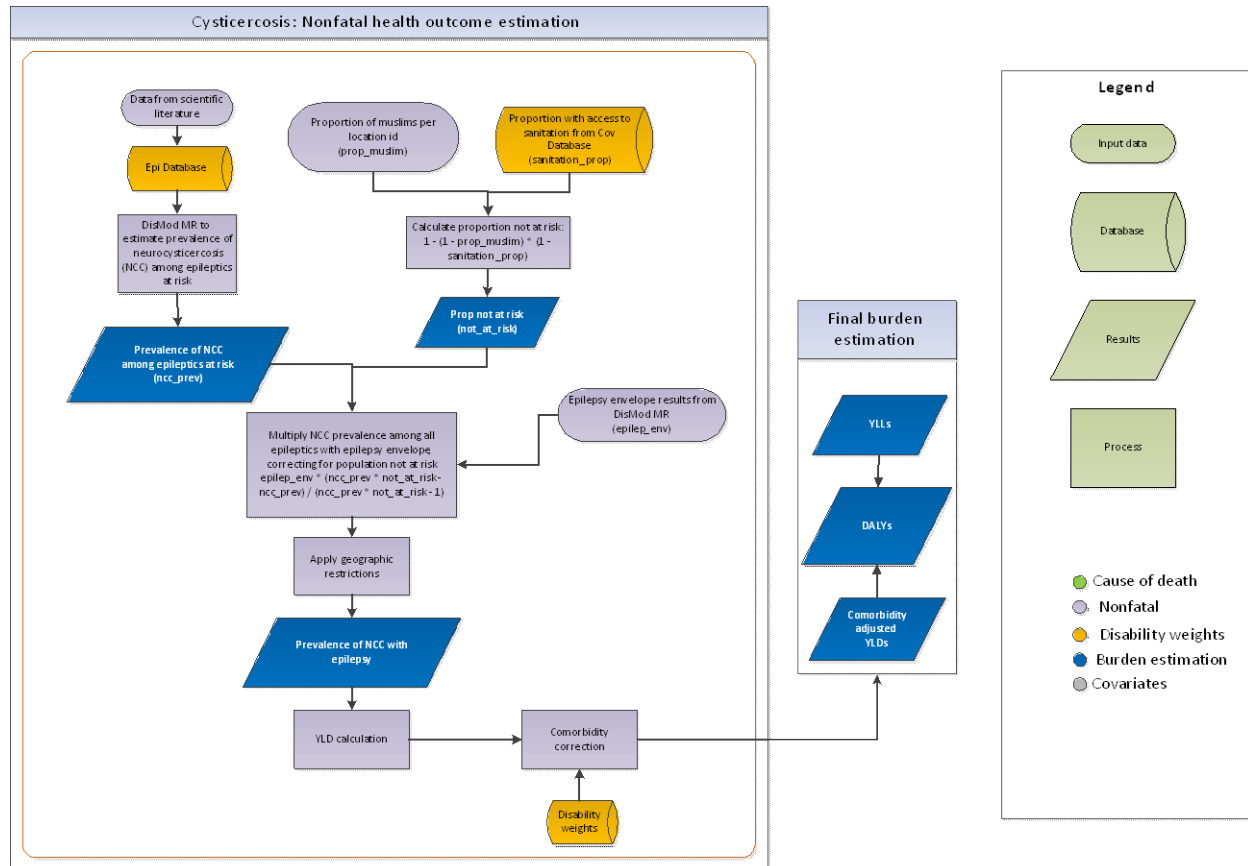 Cysticercosis: Nonfatal health outcome estimation
Data from scientific
literature
Epi Database
DisMod MR to
estimate prevalence of
neurocysticercosis
(NCC) among epileptics
at risk
Prevalence of NCC
among epileptics at risk
(ncc_prev)
Proportion of muslims per
location id
(prop_muslim)
Proportion with access to
sanitation from Cov
Database
(sanitation_prop)
Calculate proportion not at risk:
1 - (1 - prop_muslim) * (1 -
sanitation_prop)
Prop not at risk
(not_at_risk)
Epilepsy envelope results from
DisMod MR
(epilep_env)
Multiply NCC prevalence among all
epileptics with epilepsy envelope,
correcting for population not at risk
epilep_env * (ncc_prev * not_at_risk-
ncc_prev) / (ncc_prev * not_at_risk-1)
Apply geographic
restrictions
Prevalence of NCC with
epilepsy
YLD calculation
Comorbidity
correction
Disability
weights
Final burden
estimation
YLLs
DALYs
Comorbidity
adjusted
YLDs
Legend
Input data
Database
Results
Process
Cause of death
Nonfatal
Disability weights
Burden estimation
Covariates